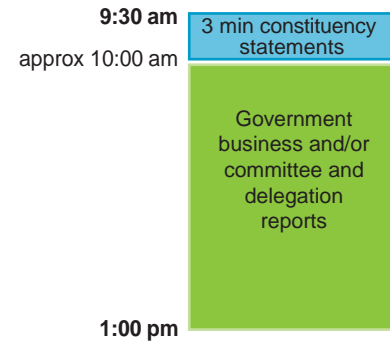 9:30 am
3 min constituency
statements
approx 10:00 am
Government
business and/or
committee and
delegation
reports
1:00 pm